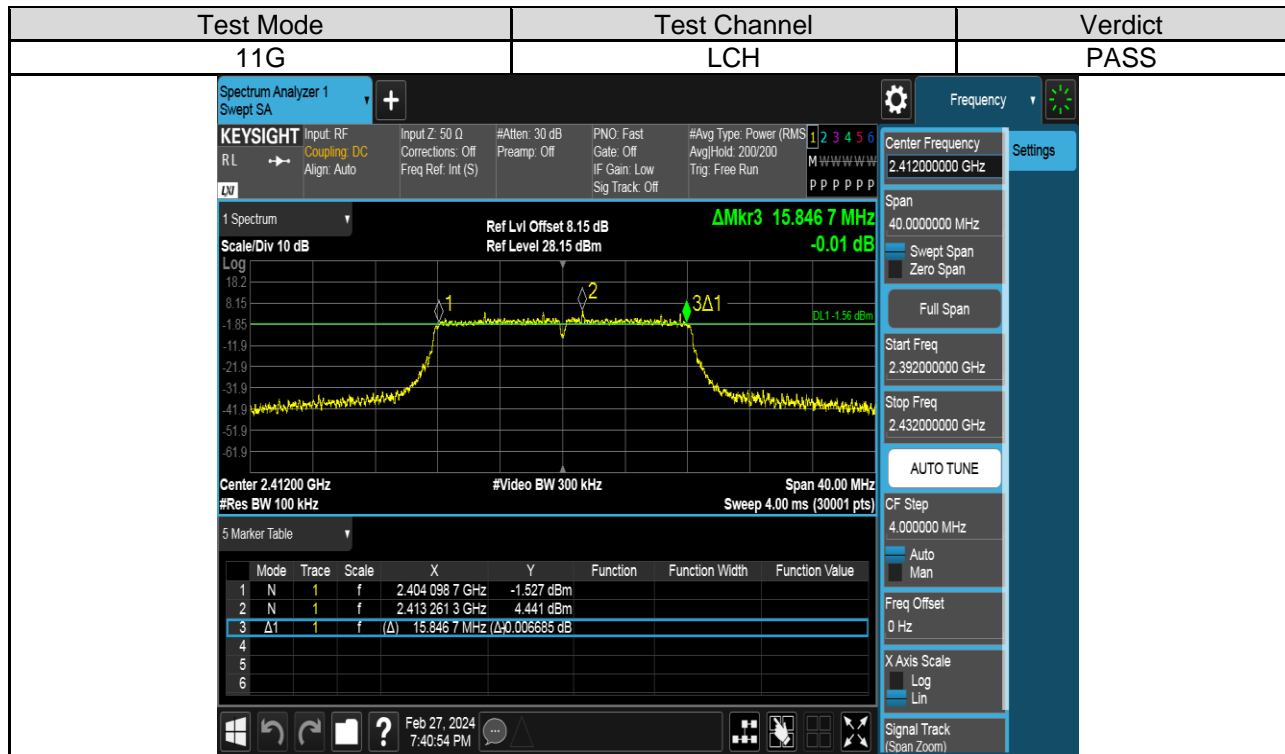 Test Mode Test Channel Verdict
11G LCH PASS
Spectrum Analyzer 1
Swept SA
+
Frequency
KEYSIGHT Input: RF Input Z: 50 Ω #Atten: 30 dB PNO: Fast #Avg Type: Power (RMS 1 2 3 4 5 6
RL Coupling: DC Corrections: Off Preamp: Off Gate: Off Avg|Hold: 200/200 M W W W W W
Align: Auto Freq Ref: Int (S) IF Gain: Low Trig: Free Run
LXI Sig Track: Off P P P P P P
Center Frequency
2.412000000 GHz
Settings
Span
40.0000000 MHz
Swept Span
Zero Span
Full Span
Start Freq
2.392000000 GHz
Stop Freq
2.432000000 GHz
AUTO TUNE
CF Step
4.000000 MHz
Auto
Man
Freq Offset
0 Hz
X Axis Scale
Log
Lin
Signal Track
(Span Zoom)
1 Spectrum Ref Lvl Offset 8.15 dB ΔMkr3 15.846 7 MHz
Scale/Div 10 dB Ref Level 28.15 dBm -0.01 dB
Log
18.2
8.15
-1.85
-11.9
-21.9
-31.9
-41.9
-51.9
-61.9
1
2
3Δ1
DL1 -1.56 dBm
Center 2.41200 GHz #Video BW 300 kHz Span 40.00 MHz
#Res BW 100 kHz Sweep 4.00 ms (30001 pts)
5 Marker Table
Mode Trace Scale X Y Function Function Width Function Value
1 N 1 f 2.404 098 7 GHz -1.527 dBm
2 N 1 f 2.413 261 3 GHz 4.441 dBm
3 Δ1 1 f (Δ) 15.846 7 MHz (Δ) -0.006685 dB
4
5
6
? Feb 27, 2024
7:40:54 PM